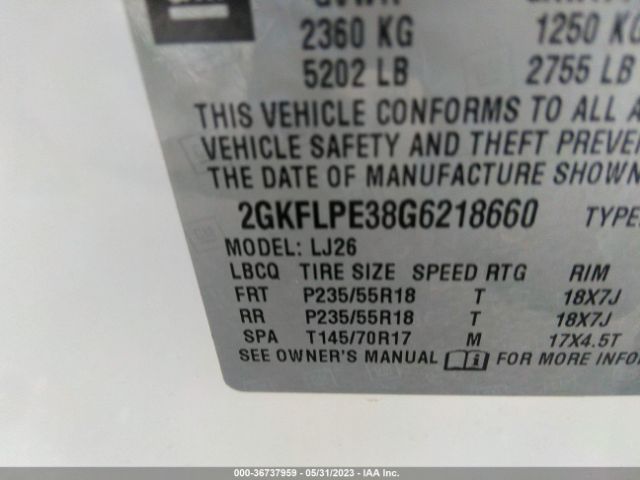 GM
GVWR
2360 KG 1250 KG
5202 LB 2755 LB
THIS VEHICLE CONFORMS TO ALL A
VEHICLE SAFETY AND THEFT PREVE
THE DATE OF MANUFACTURE SHOWN
2GKFLPE38G6218660 TYPE:
MODEL: LJ26
LBCQ TIRE SIZE SPEED RTG RIM
FRT P235/55R18 T 18X7J
RR P235/55R18 T 18X7J
SPA T145/70R17 M 17X4.5T
SEE OWNER'S MANUAL FOR MORE INFO
000-36737959 - 05/31/2023 - IAA Inc.